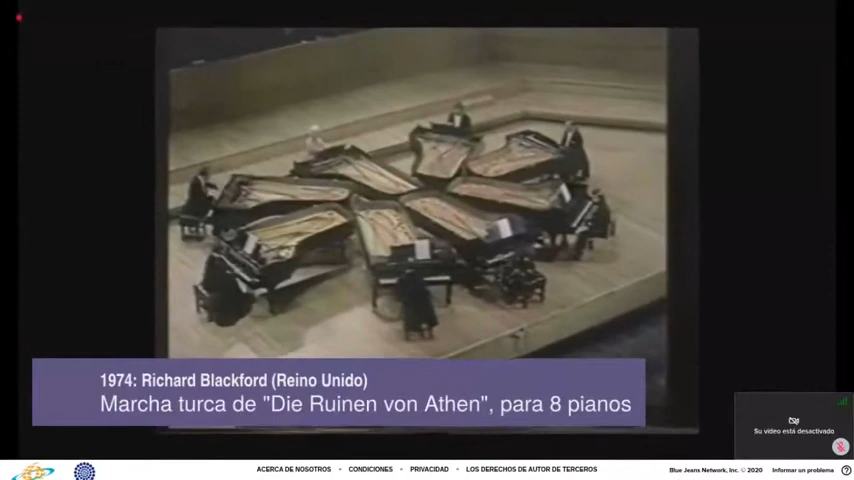 1974: Richard Blackford (Reino Unido)
Marcha turca de "Die Ruinen von Athen", para 8 pianos
Su vídeo está desactivado
ACERCA DE NOSOTROS • CONDICIONES • PRIVACIDAD • LOS DERECHOS DE AUTOR DE TERCEROS
Blue Jeans Network, Inc. © 2020 Informar un problema